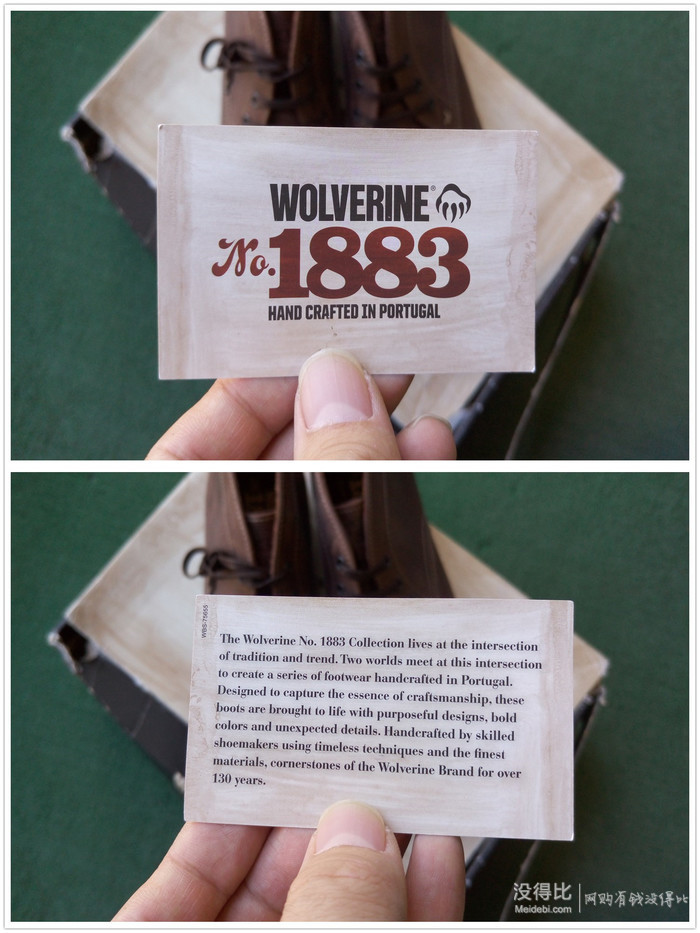 WOLVERINE®
No. 1883
HAND CRAFTED IN PORTUGAL
WBS-75655
The Wolverine No. 1883 Collection lives at the intersection
of tradition and trend. Two worlds meet at this intersection
to create a series of footwear handcrafted in Portugal.
Designed to capture the essence of craftsmanship, these
boots are brought to life with purposeful designs, bold
colors and unexpected details. Handcrafted by skilled
shoemakers using timeless techniques and the finest
materials, cornerstones of the Wolverine Brand for over
130 years.
没得比 网购有钱没得比
Meidebi.com